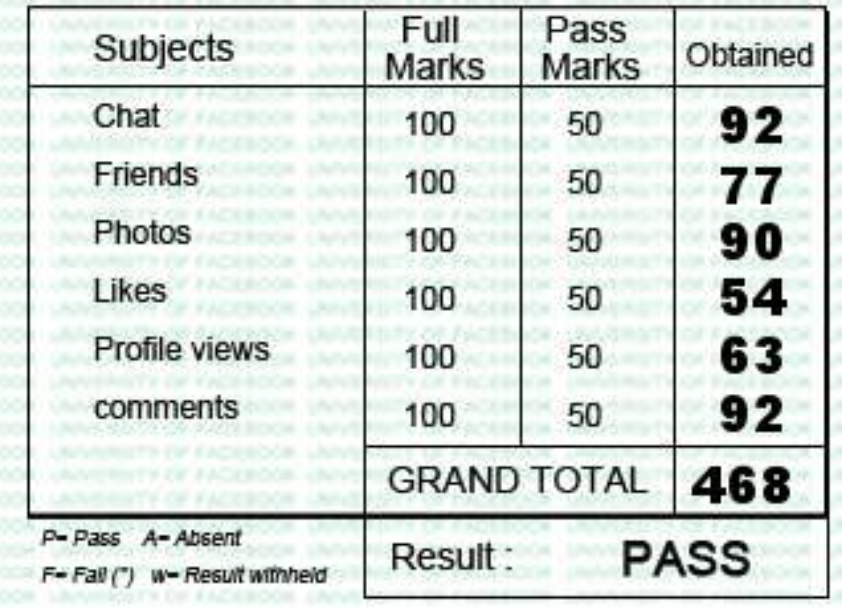 Subjects Full Marks Pass Marks Obtained
Chat 100 50 92
Friends 100 50 77
Photos 100 50 90
Likes 100 50 54
Profile views 100 50 63
comments 100 50 92
GRAND TOTAL 468
P= Pass A= Absent
F= Fail (*) w= Result withheld
Result : PASS
UNIVERSITY OF FACEBOOK